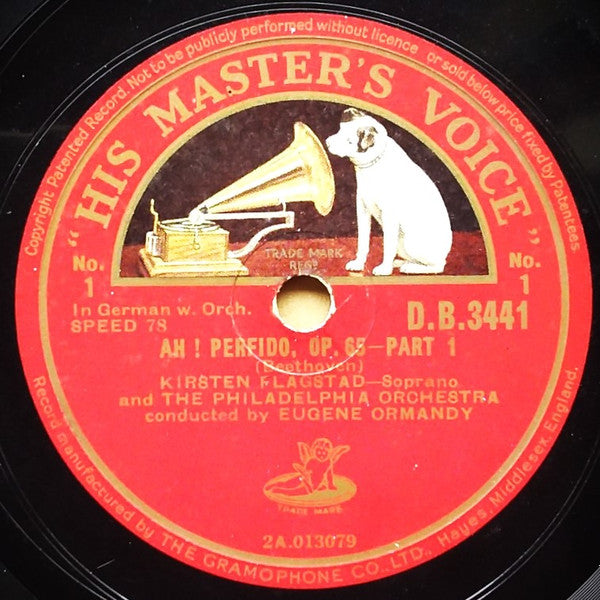 Copyright Patented Record. Not to be publicly performed without licence or sold below price fixed by Patentees.
"HIS MASTER'S VOICE"
TRADE MARK
REGD
No. 1
No. 1
In German w. Orch.
SPEED 78
D.B.3441
AH ! PERFIDO, OP. 65—PART 1
(Beethoven)
KIRSTEN FLAGSTAD—Soprano
and THE PHILADELPHIA ORCHESTRA
conducted by EUGENE ORMANDY
TRADE MARK
2A.013079
Record manufactured by THE GRAMOPHONE CO., LTD., Hayes, Middlesex, England.